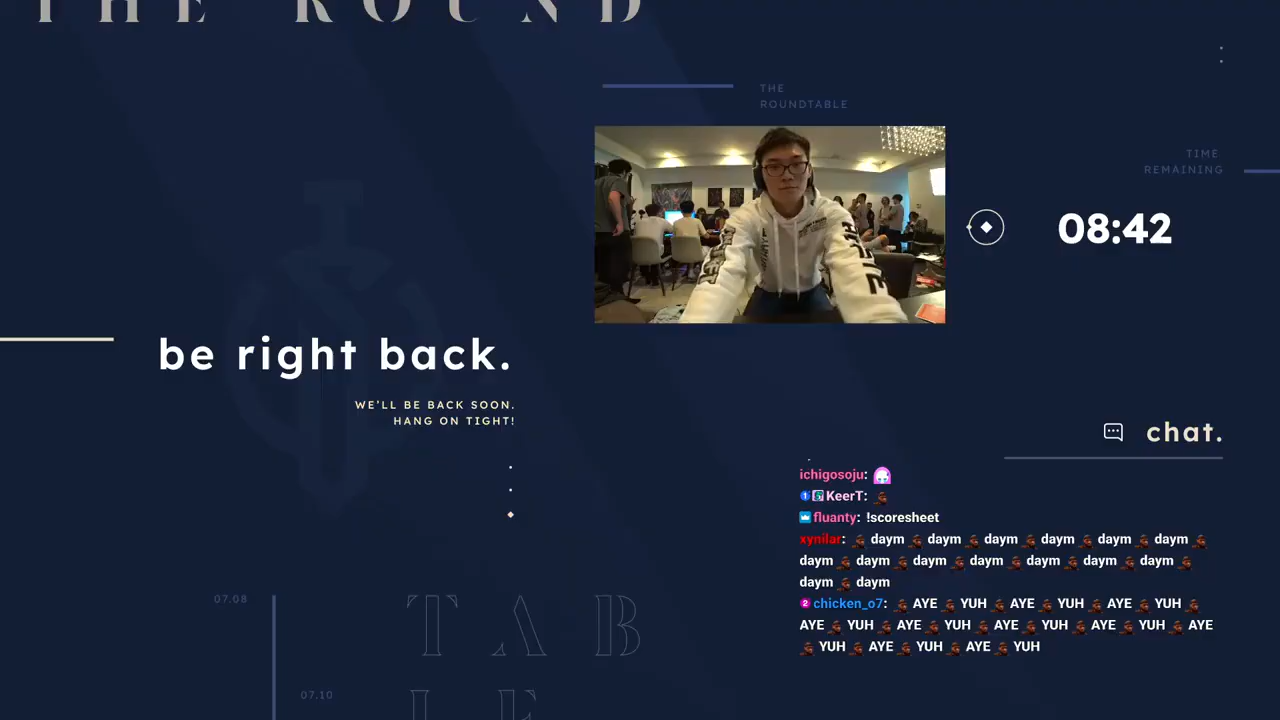 THE ROUND
THE
ROUNDTABLE
TIME
REMAINING
08:42
be right back.
WE'LL BE BACK SOON.
HANG ON TIGHT!
chat.
ichigosoju:
KeerT:
fluanty: !scoresheet
xynilar: daym daym daym daym daym daym
daym daym daym daym daym daym daym
daym daym
2 chicken_o7: AYE YUH AYE YUH AYE YUH
AYE YUH AYE YUH AYE YUH AYE YUH AYE
YUH AYE YUH AYE YUH
07.08
TAB
07.10
LE